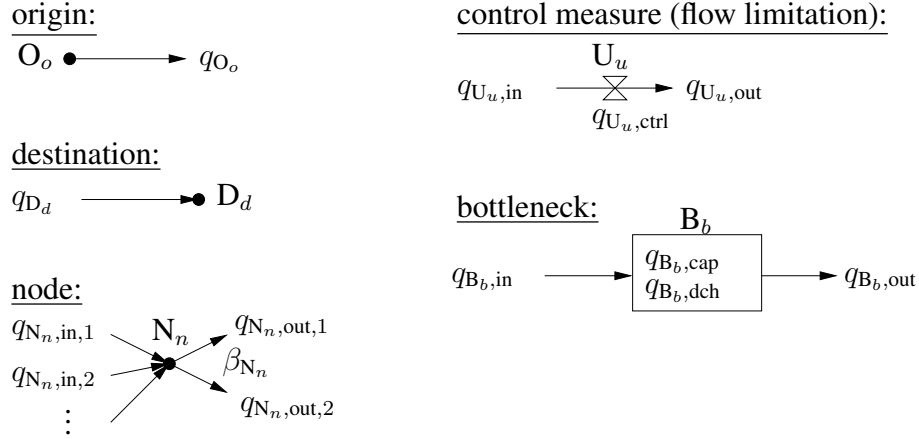 origin:
O_o
q_{O_o}
destination:
q_{D_d}
D_d
node:
q_{N_n,in,1}
N_n
q_{N_n,out,1}
β_{N_n}
q_{N_n,in,2}
q_{N_n,out,2}
⋮
control measure (flow limitation):
U_u
q_{U_u,in}
q_{U_u,out}
q_{U_u,ctrl}
bottleneck:
B_b
q_{B_b,cap}
q_{B_b,in}
q_{B_b,dch}
q_{B_b,out}